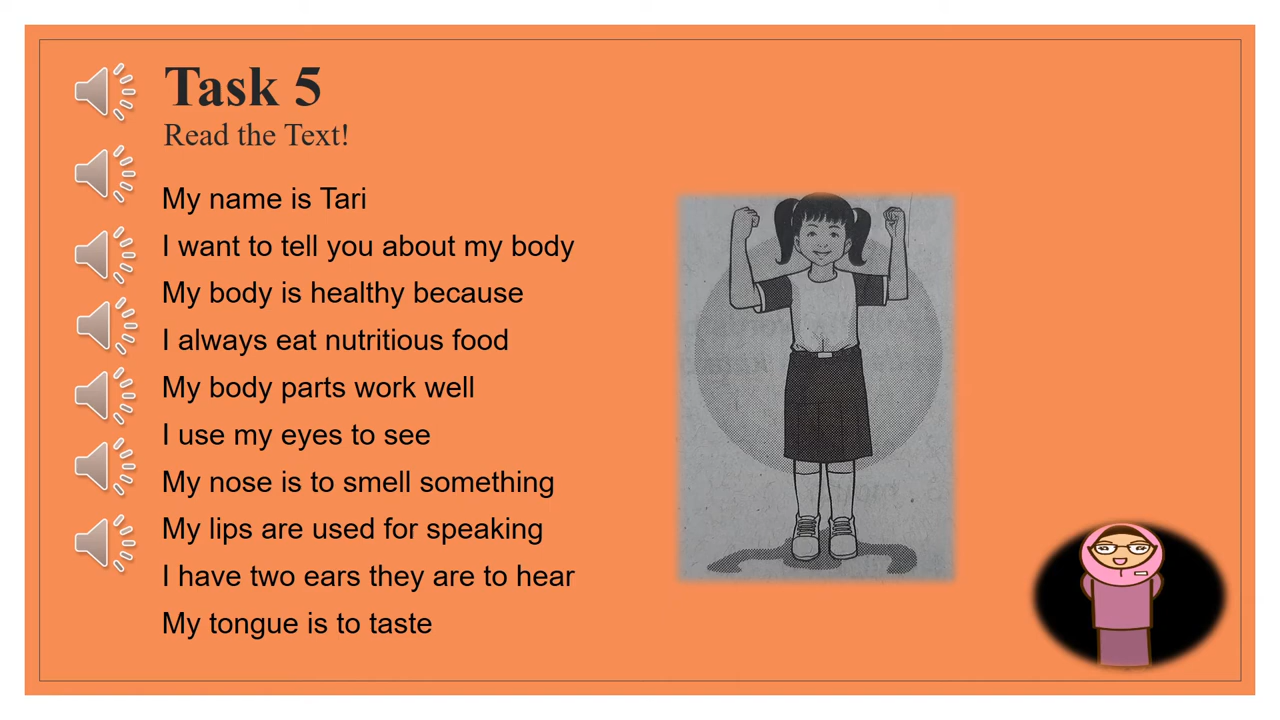 Task 5
Read the Text!
My name is Tari
I want to tell you about my body
My body is healthy because
I always eat nutritious food
My body parts work well
I use my eyes to see
My nose is to smell something
My lips are used for speaking
I have two ears they are to hear
My tongue is to taste